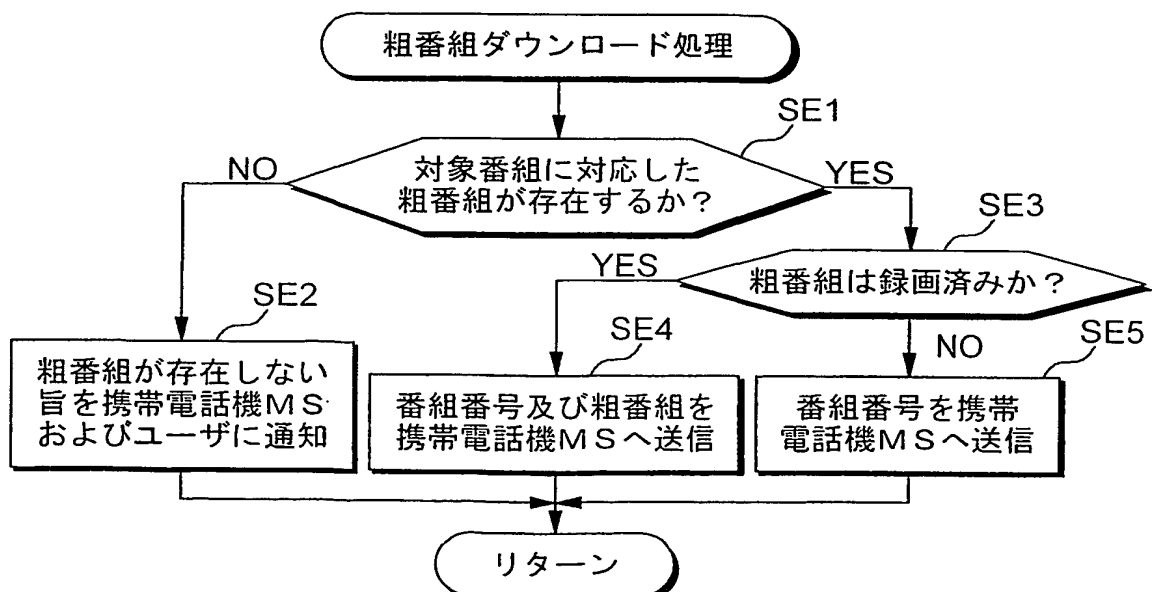 粗番組ダウンロード処理
SE1
対象番組に対応した
粗番組が存在するか？
NO
YES
SE3
粗番組は録画済みか？
YES
NO
SE2
粗番組が存在しない
旨を携帯電話機MS
およびユーザに通知
SE4
番組番号及び粗番組を
携帯電話機MSへ送信
SE5
番組番号を携帯
電話機MSへ送信
リターン